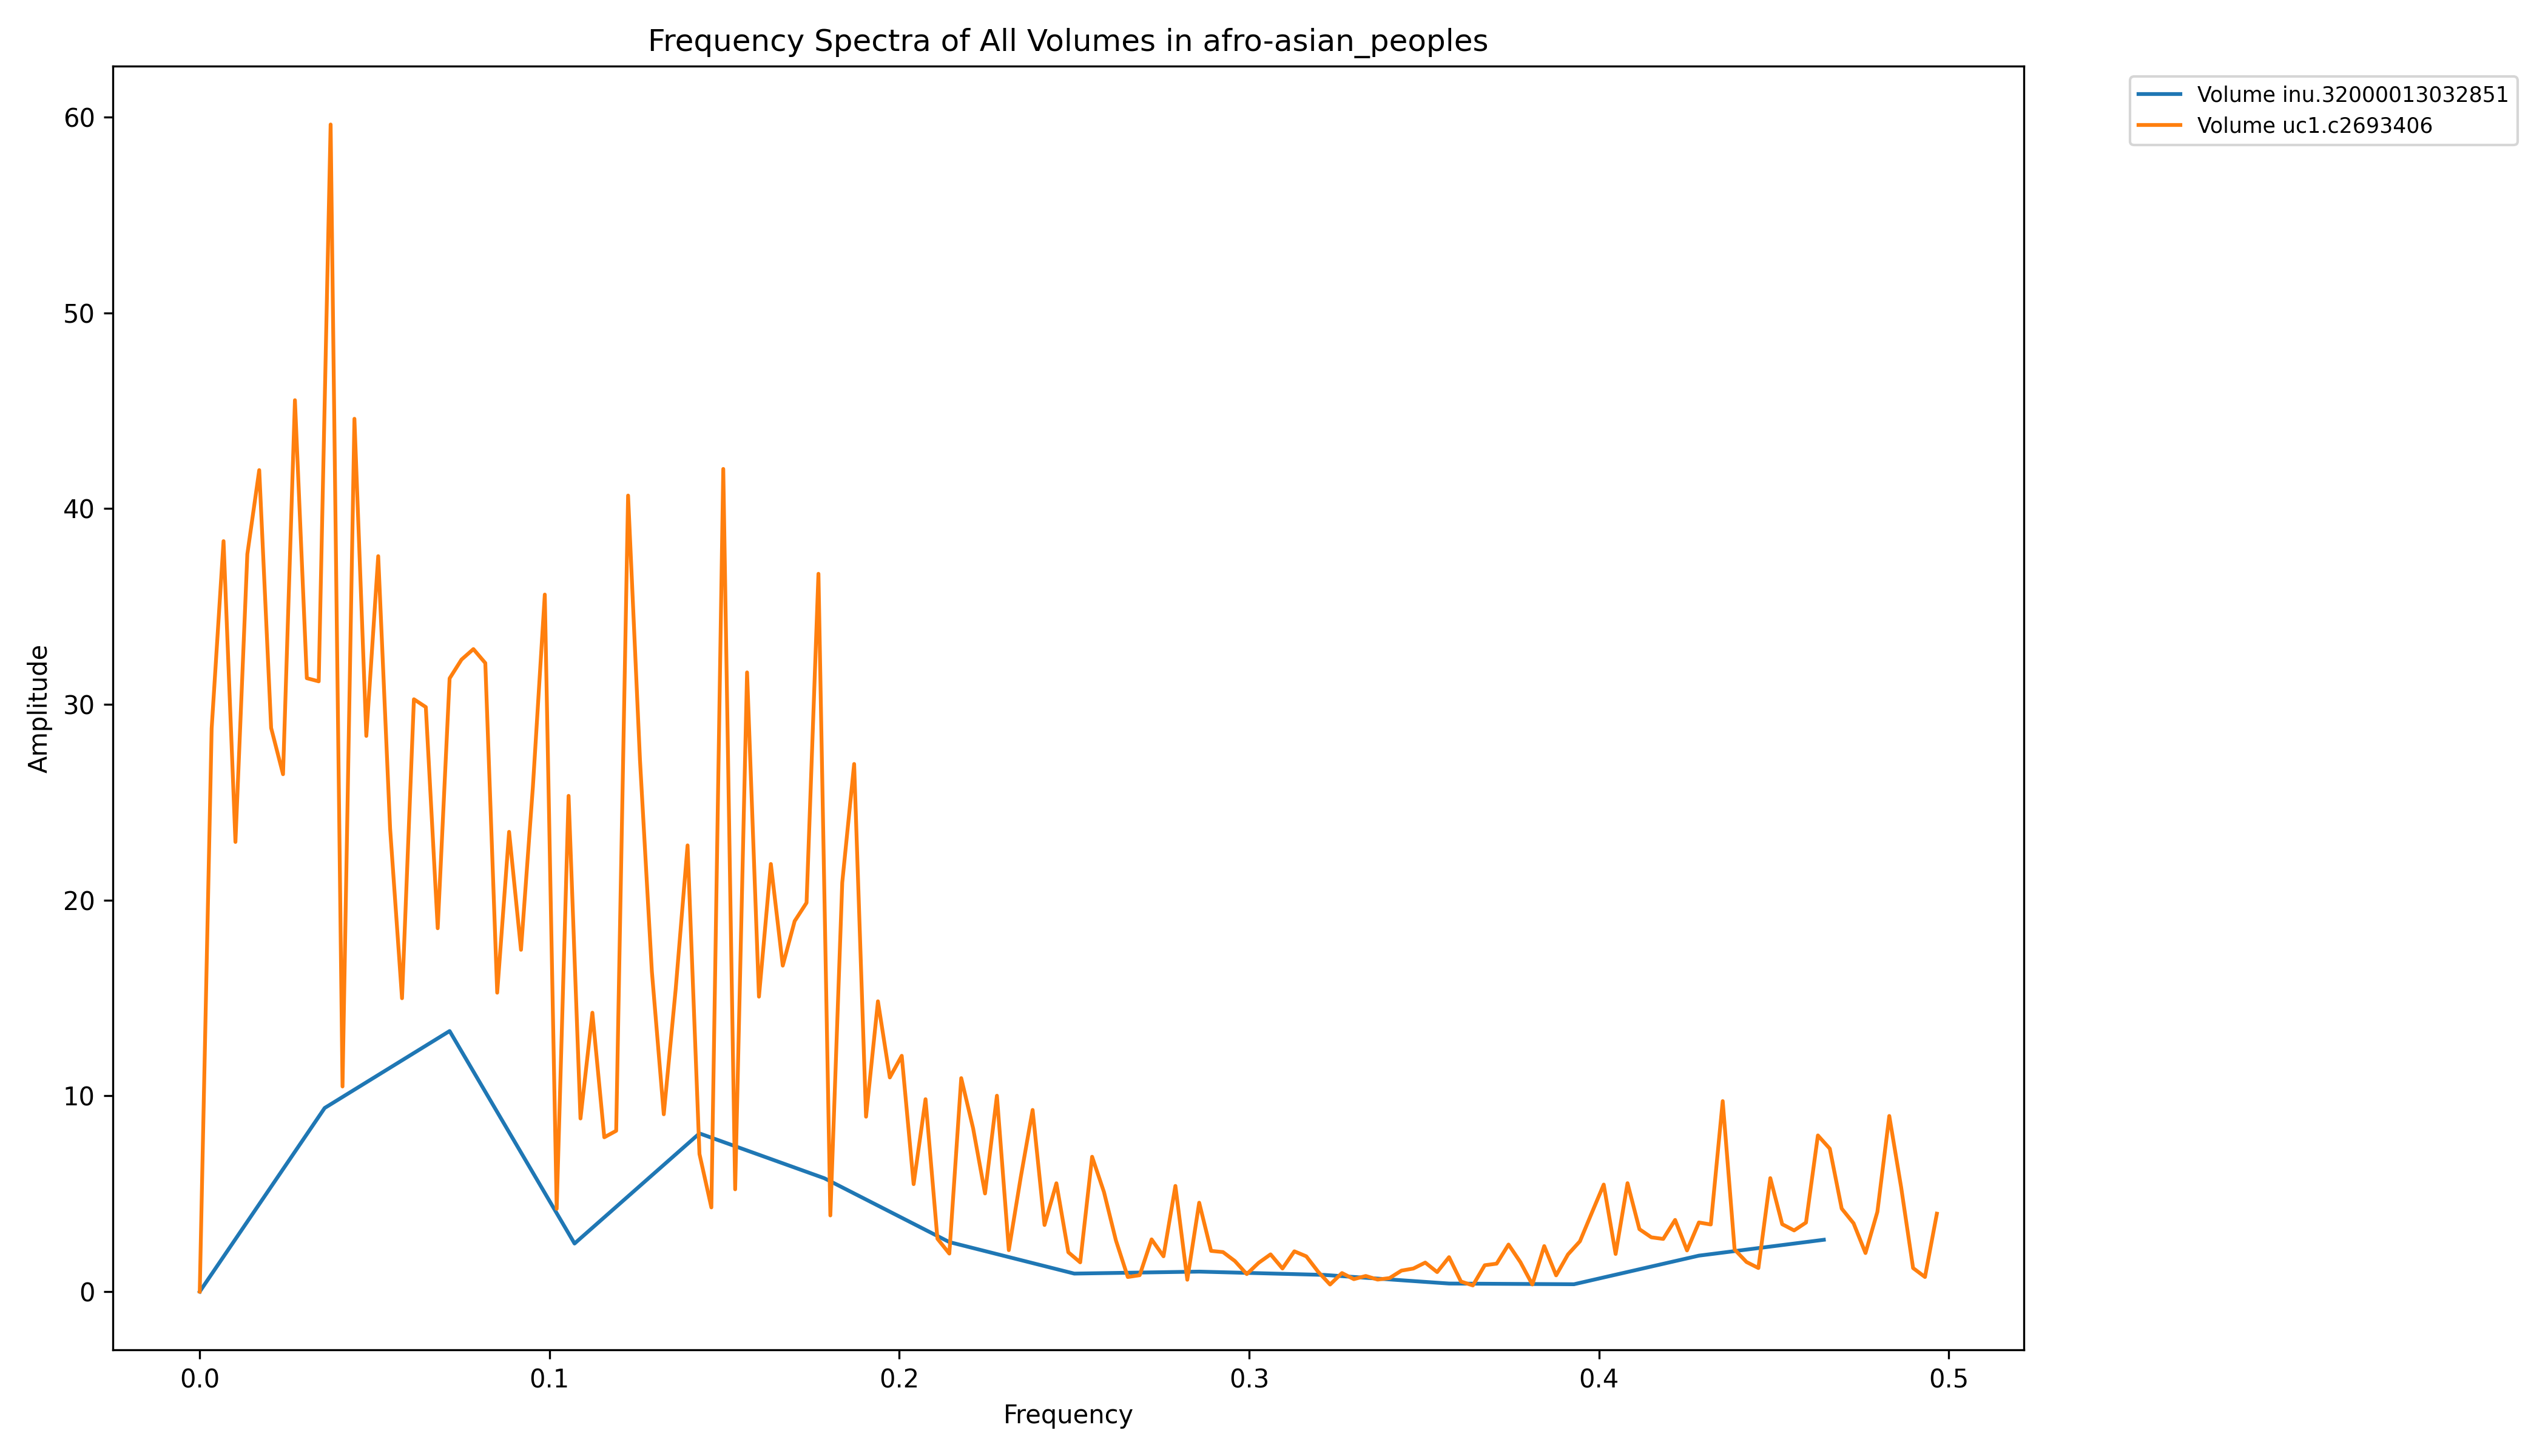 Frequency Spectra of All Volumes in afro-asian_peoples
Volume inu.32000013032851
Volume uc1.c2693406
60
50
40
30
20
10
0
Amplitude
0.0 0.1 0.2 0.3 0.4 0.5
Frequency